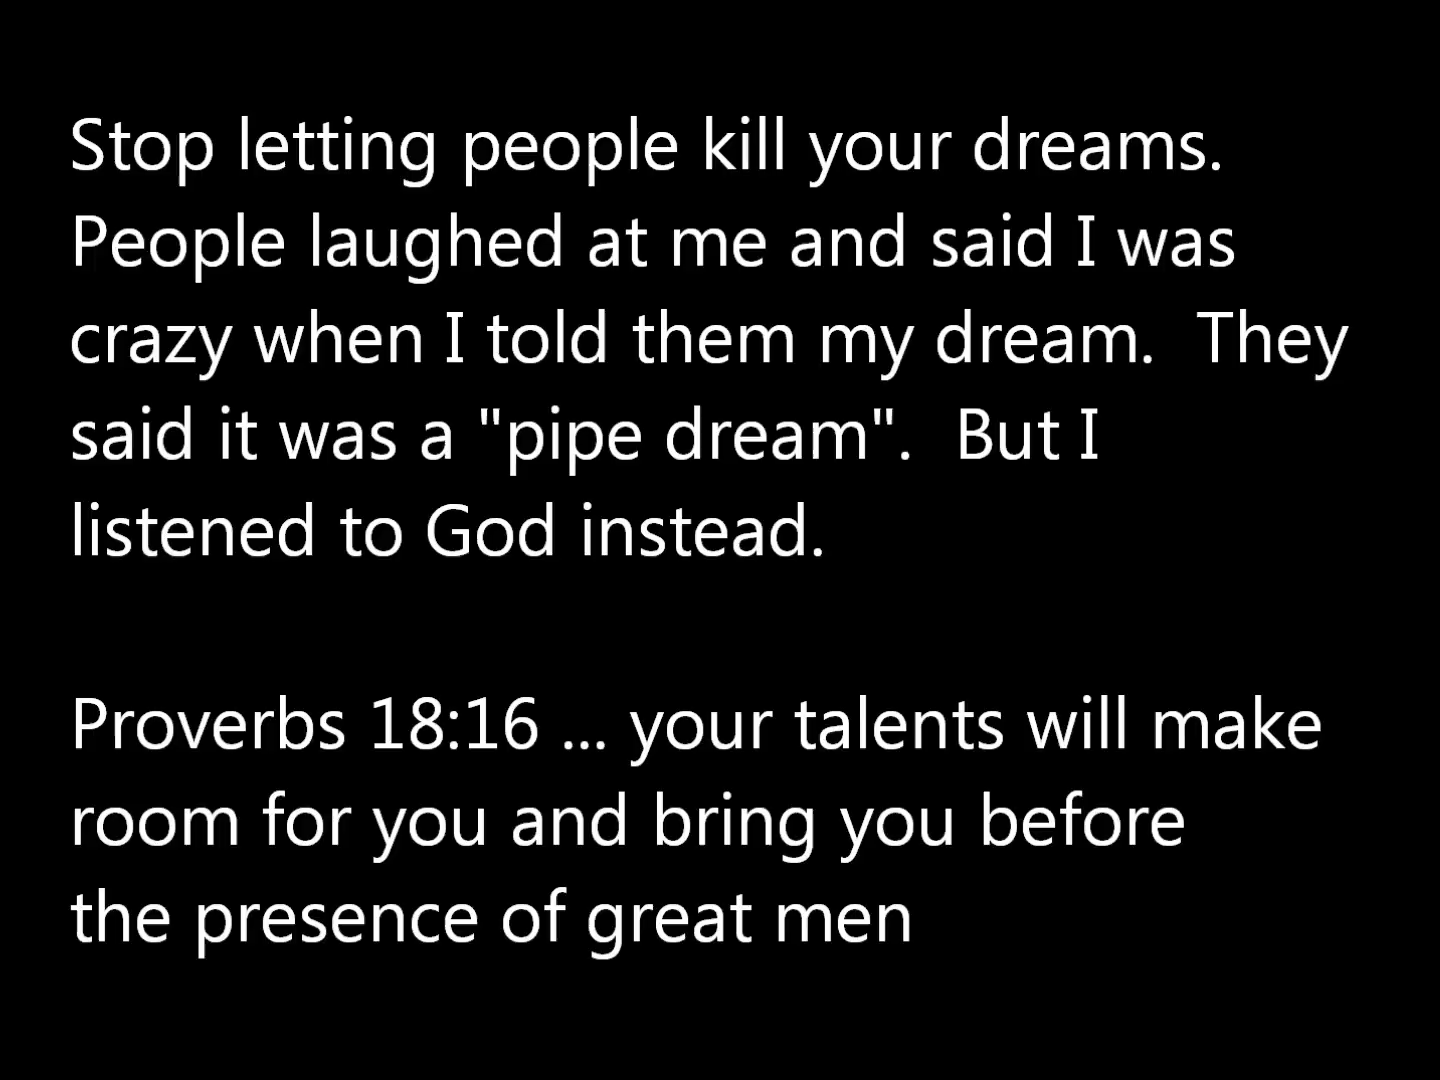 Stop letting people kill your dreams.
People laughed at me and said I was
crazy when I told them my dream.  They
said it was a "pipe dream".  But I
listened to God instead.

Proverbs 18:16 ... your talents will make
room for you and bring you before
the presence of great men